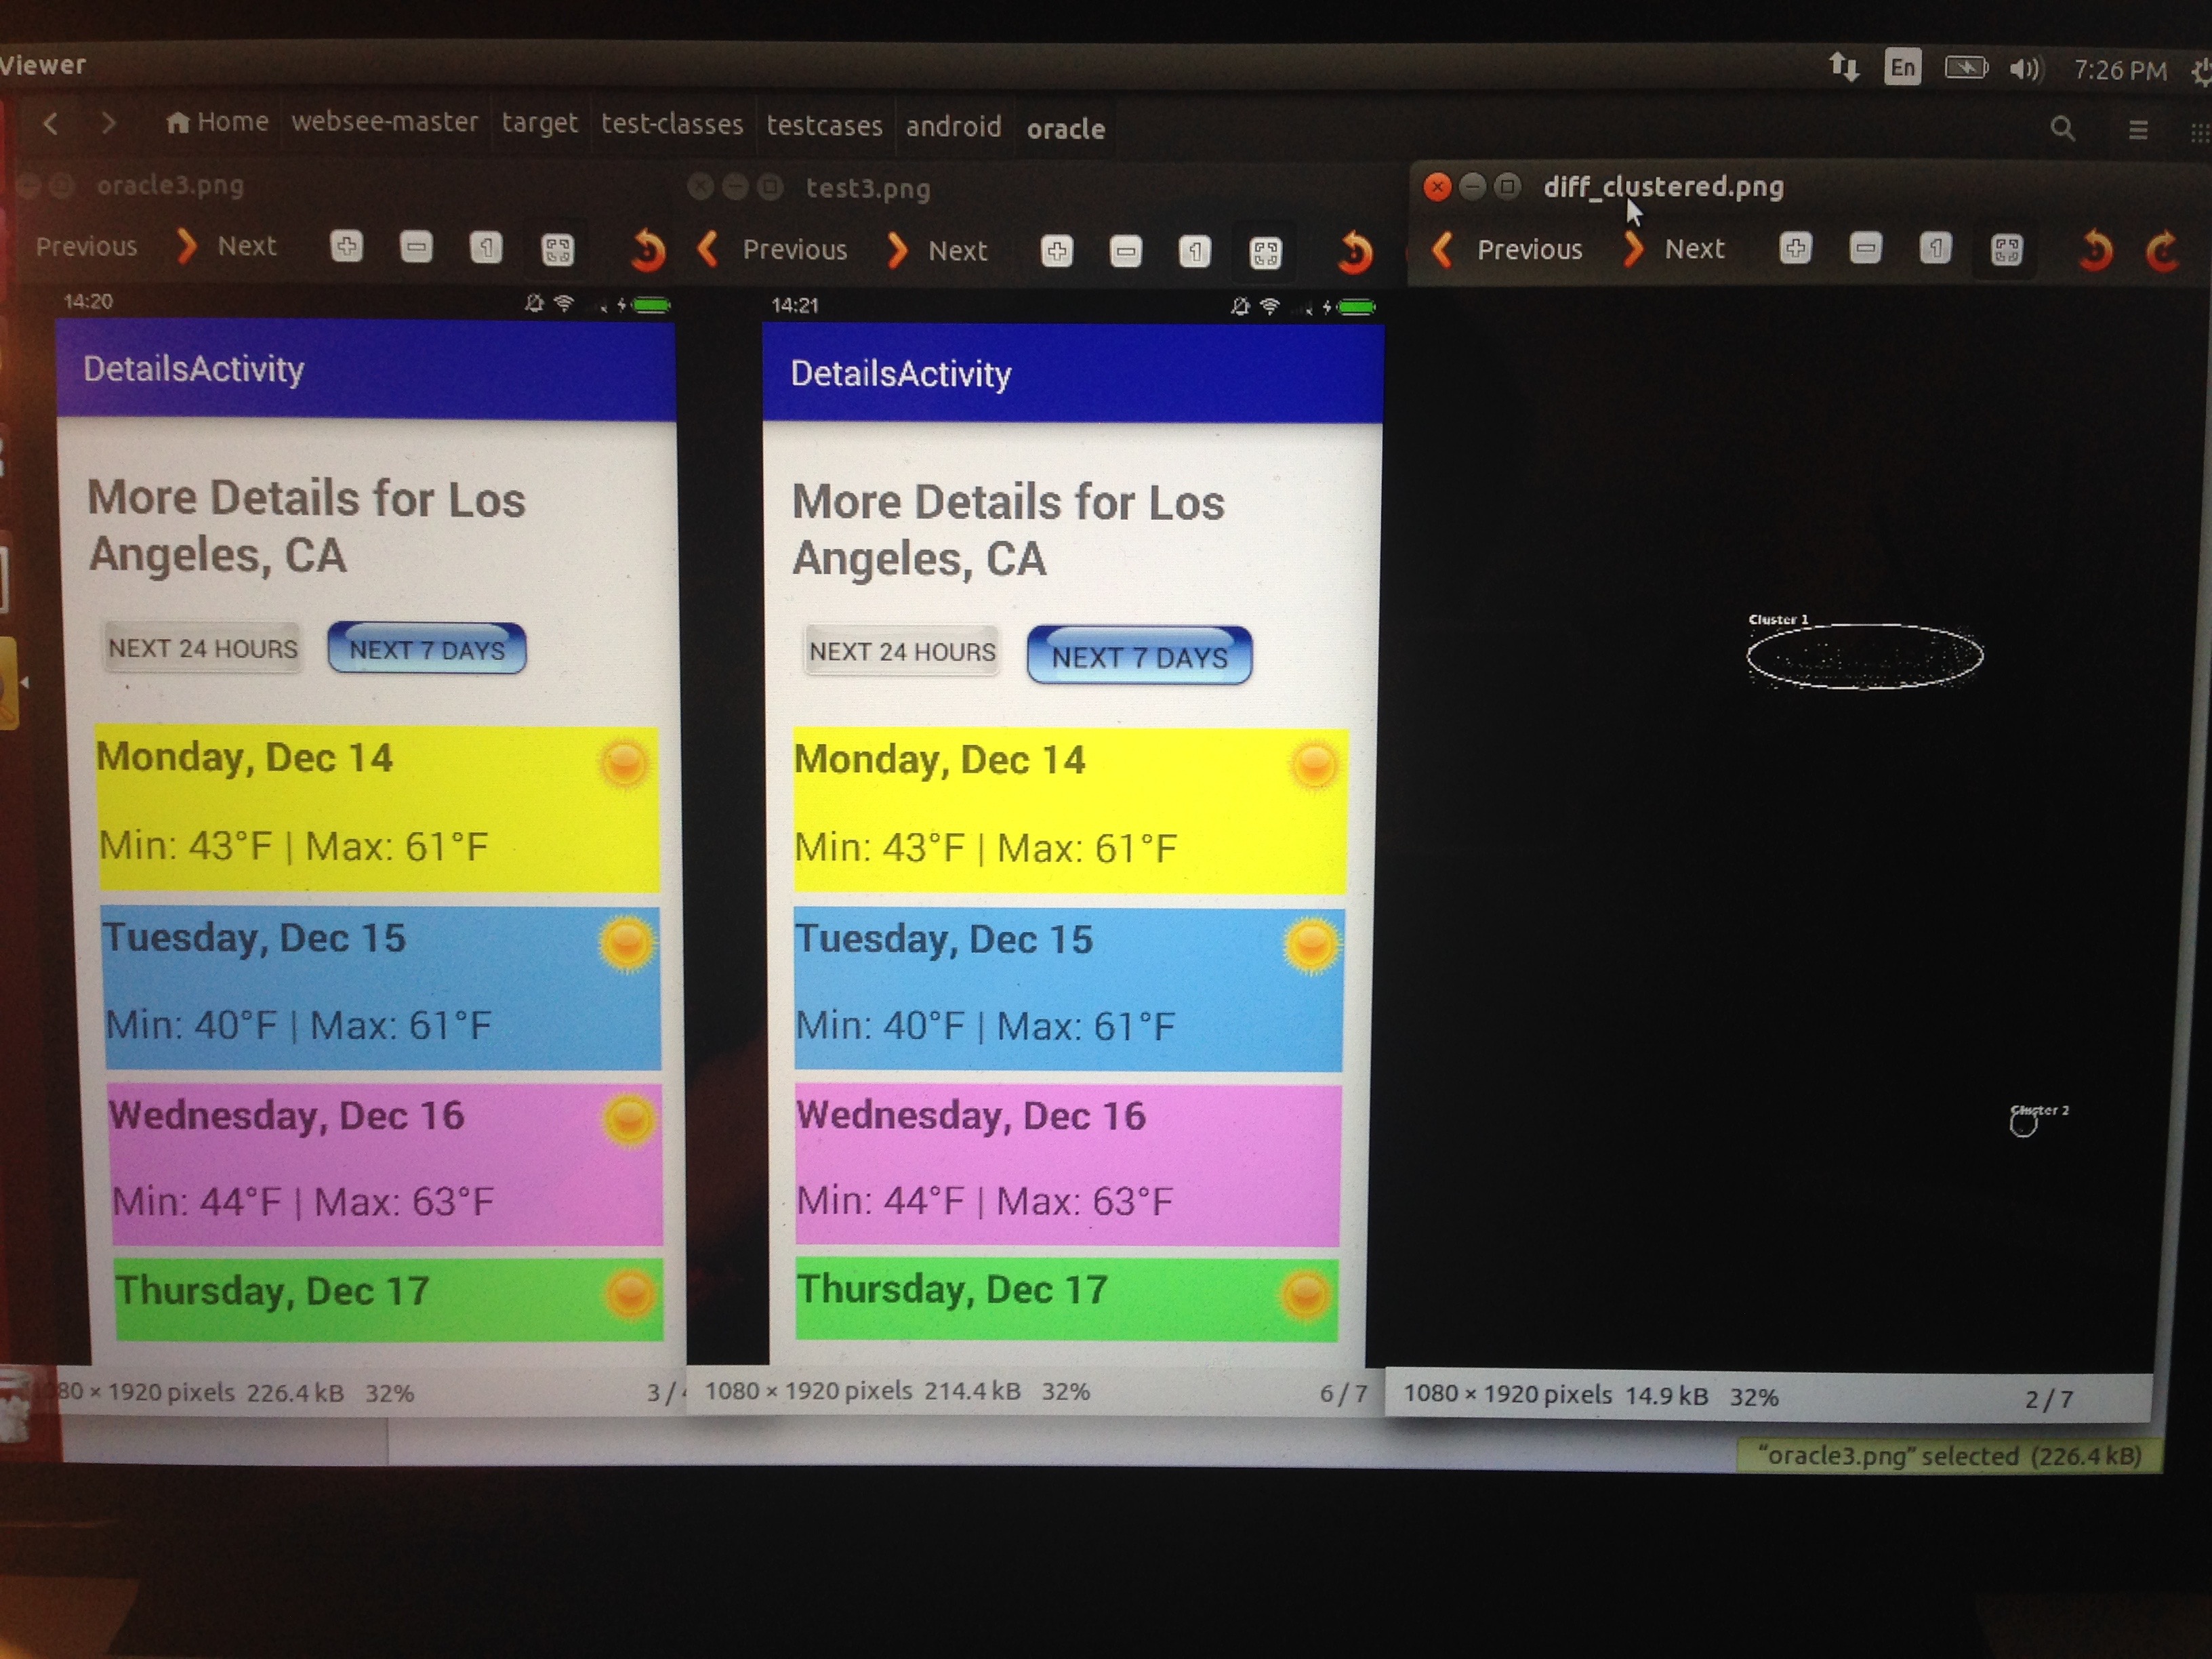 Viewer
En
7:26 PM
Home websee-master target test-classes testcases android oracle
oracle3.png
Previous Next
14:20
DetailsActivity
More Details for Los
Angeles, CA
NEXT 24 HOURS NEXT 7 DAYS
Monday, Dec 14
Min: 43°F | Max: 61°F
Tuesday, Dec 15
Min: 40°F | Max: 61°F
Wednesday, Dec 16
Min: 44°F | Max: 63°F
Thursday, Dec 17
80 × 1920 pixels 226.4 kB 32% 3 /
test3.png
Previous Next
14:21
DetailsActivity
More Details for Los
Angeles, CA
NEXT 24 HOURS NEXT 7 DAYS
Monday, Dec 14
Min: 43°F | Max: 61°F
Tuesday, Dec 15
Min: 40°F | Max: 61°F
Wednesday, Dec 16
Min: 44°F | Max: 63°F
Thursday, Dec 17
1080 × 1920 pixels 214.4 kB 32% 6 / 7
diff_clustered.png
Previous Next
Cluster 1
Cluster 2
1080 × 1920 pixels 14.9 kB 32% 2 / 7
“oracle3.png” selected (226.4 kB)